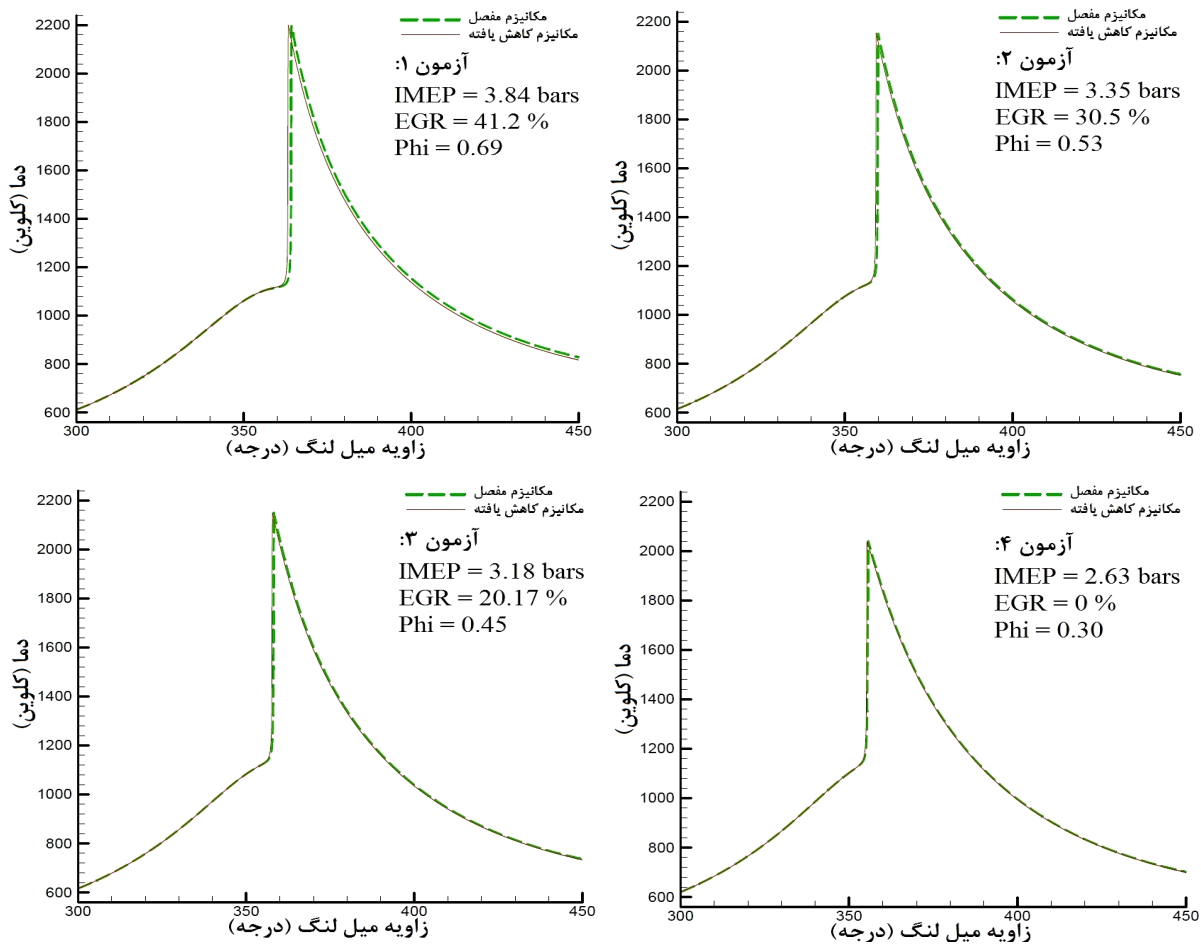 مکانیزم مفصل
مکانیزم کاهش یافته
آزمون ۱:
IMEP = 3.84 bars
EGR = 41.2 %
Phi = 0.69
دما (کلوین)
2200
2000
1800
1600
1400
1200
1000
800
600
300
350
400
450
زاویه میل لنگ (درجه)
مکانیزم مفصل
مکانیزم کاهش یافته
آزمون ۲:
IMEP = 3.35 bars
EGR = 30.5 %
Phi = 0.53
دما (کلوین)
2200
2000
1800
1600
1400
1200
1000
800
600
300
350
400
450
زاویه میل لنگ (درجه)
مکانیزم مفصل
مکانیزم کاهش یافته
آزمون ۳:
IMEP = 3.18 bars
EGR = 20.17 %
Phi = 0.45
دما (کلوین)
2200
2000
1800
1600
1400
1200
1000
800
600
300
350
400
450
زاویه میل لنگ (درجه)
مکانیزم مفصل
مکانیزم کاهش یافته
آزمون ۴:
IMEP = 2.63 bars
EGR = 0 %
Phi = 0.30
دما (کلوین)
2200
2000
1800
1600
1400
1200
1000
800
600
300
350
400
450
زاویه میل لنگ (درجه)